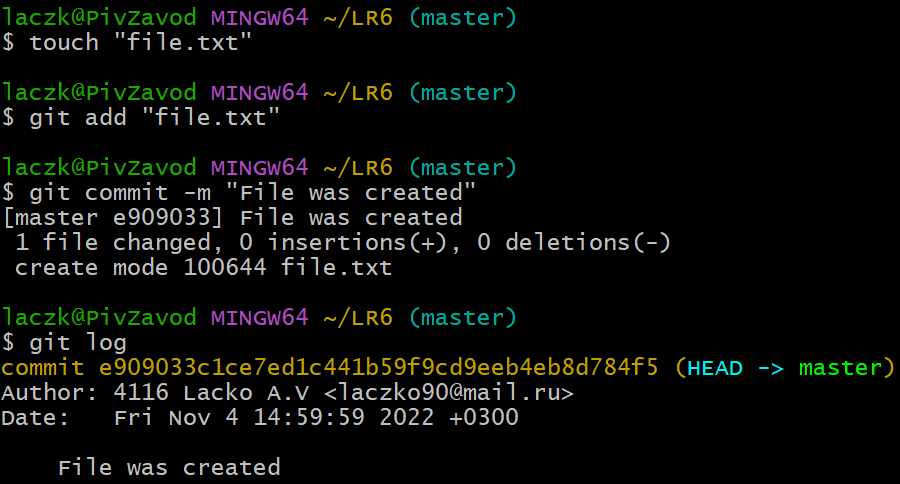 laczk@PivZavod MINGW64 ~/LR6 (master)
$ touch "file.txt"
laczk@PivZavod MINGW64 ~/LR6 (master)
$ git add "file.txt"
laczk@PivZavod MINGW64 ~/LR6 (master)
$ git commit -m "File was created"
[master e909033] File was created
 1 file changed, 0 insertions(+), 0 deletions(-)
 create mode 100644 file.txt
laczk@PivZavod MINGW64 ~/LR6 (master)
$ git log
commit e909033c1ce7ed1c441b59f9cd9eeb4eb8d784f5 (HEAD -> master)
Author: 4116 Lacko A.V <laczko90@mail.ru>
Date:   Fri Nov 4 14:59:59 2022 +0300
    File was created